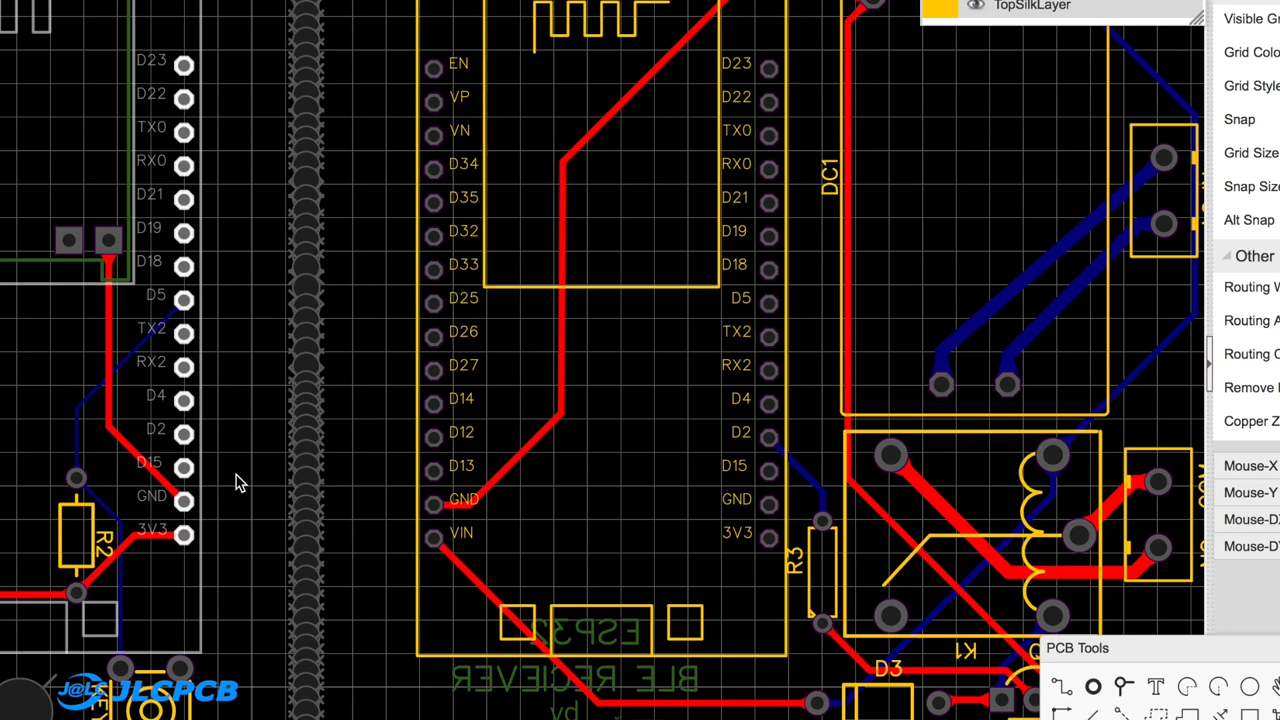 TopSilkLayer
Visible Gr
Grid Colo
Grid Style
Snap
Grid Size
Snap Size
Alt Snap
Other
Routing W
Routing A
Routing C
Remove L
Copper Z
Mouse-X
Mouse-Y
Mouse-D
Mouse-D
D23
D22
TX0
RX0
D21
D19
D18
D5
TX2
RX2
D4
D2
D15
GND
3V3
R2
KEY
J@LC JLCPCB
EN
VP
VN
D34
D35
D32
D33
D25
D26
D27
D14
D12
D13
GND
VIN
D23
D22
TX0
RX0
D21
D19
D18
D5
TX2
RX2
D4
D2
D15
GND
3V3
ESP32
BLE RECIEVER
by
DC1
R3
K1
D3
PCB Tools